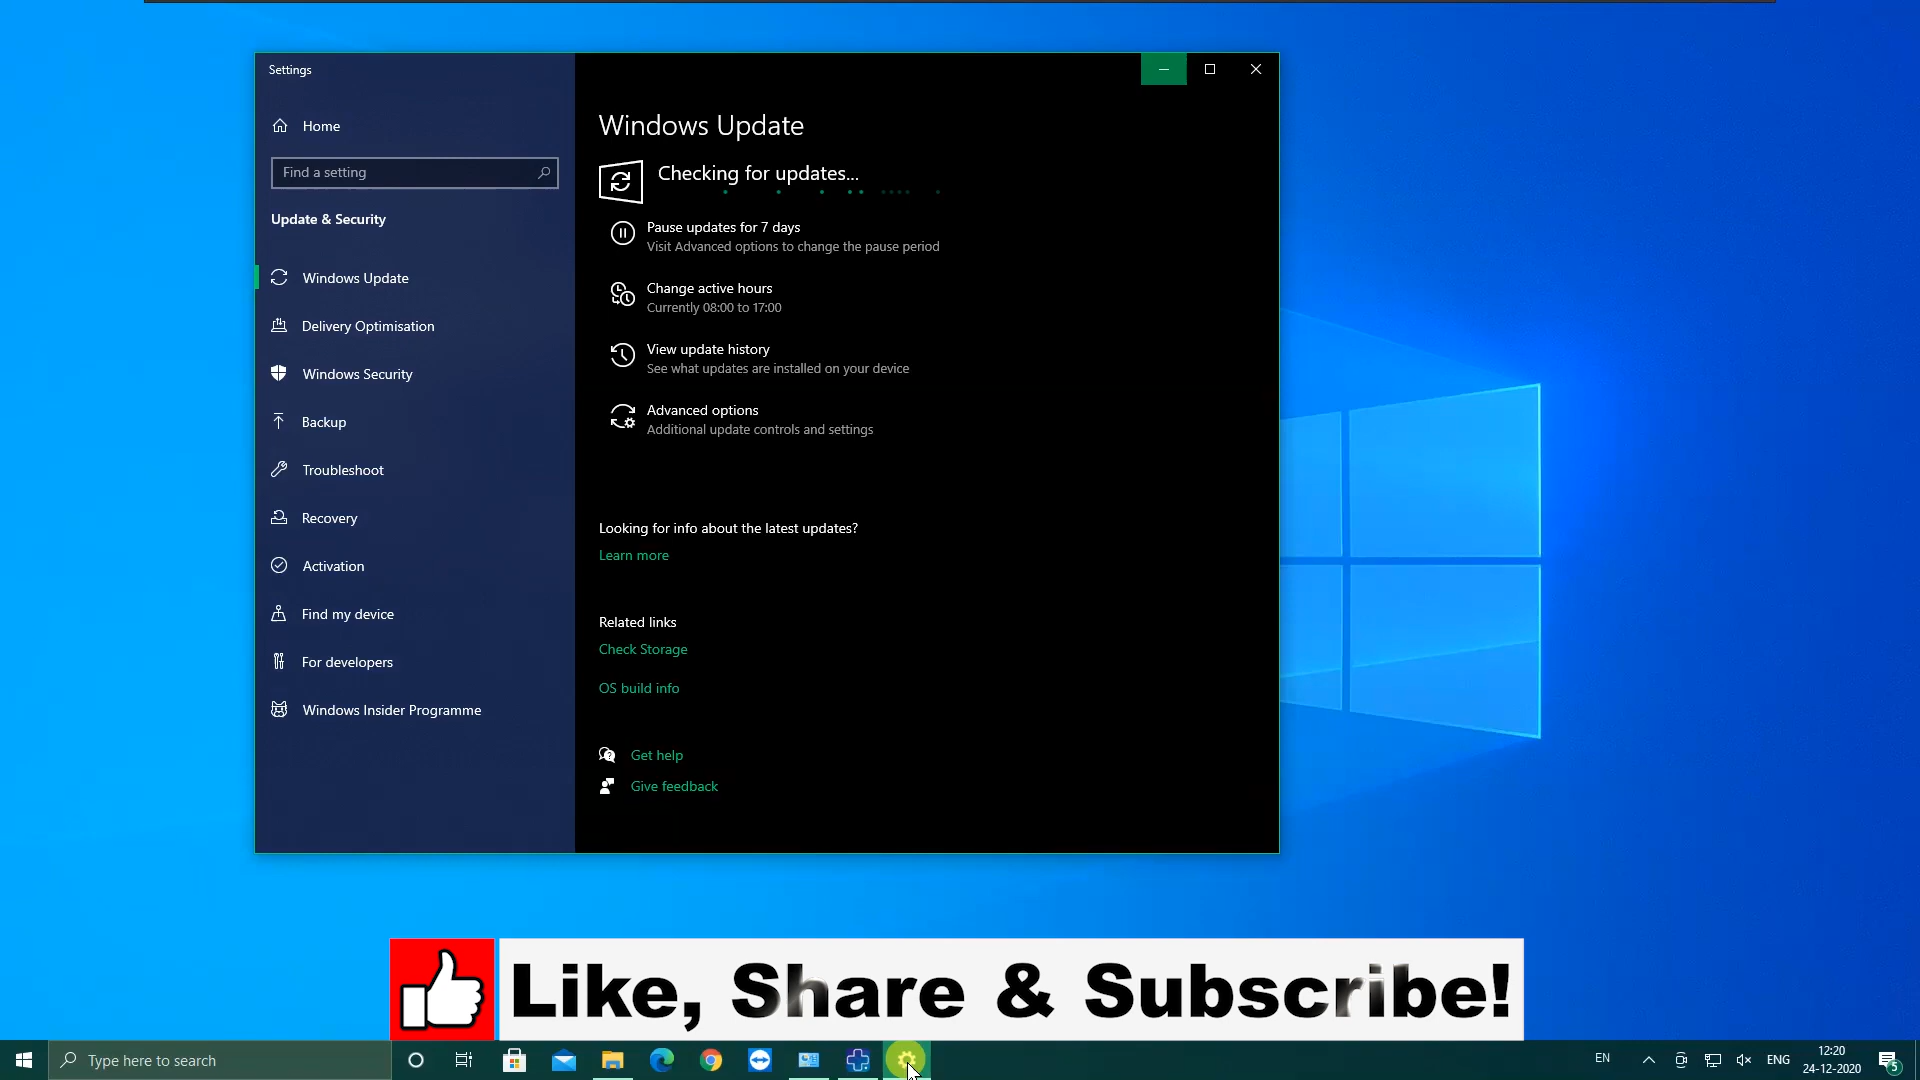 Settings
Home
Find a setting
Update & Security
Windows Update
Delivery Optimisation
Windows Security
Backup
Troubleshoot
Recovery
Activation
Find my device
For developers
Windows Insider Programme
Windows Update
Checking for updates...
Pause updates for 7 days
Visit Advanced options to change the pause period
Change active hours
Currently 08:00 to 17:00
View update history
See what updates are installed on your device
Advanced options
Additional update controls and settings
Looking for info about the latest updates?
Learn more
Related links
Check Storage
OS build info
Get help
Give feedback
Like, Share & Subscribe!
Type here to search
EN
ENG
12:20
24-12-2020
5